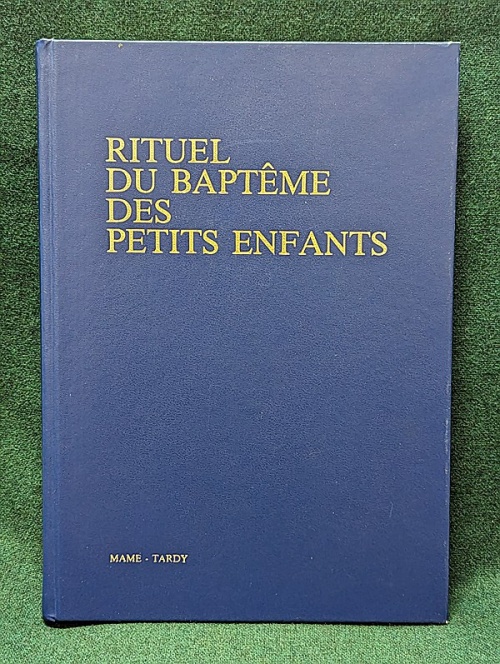 RITUEL
DU BAPTÊME
DES
PETITS ENFANTS
MAME - TARDY